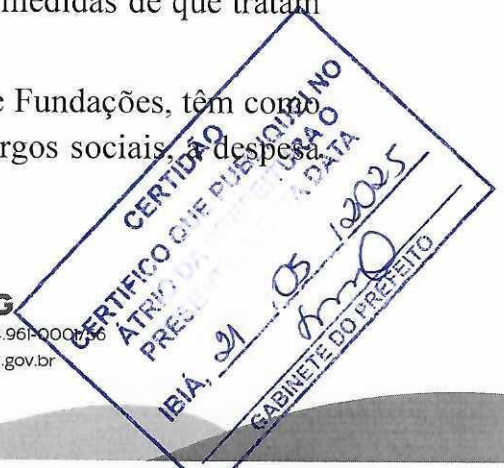 medidas de que tratam
e Fundações, têm como
rgos sociais, a despesa
CERTIDÃO
CERTIFICO QUE PUBLIQUEI NO
ÁTRIO DA PREFEITURA O
PRESENTE DATA
IBIÁ, 21 / 05 / 2025
GABINETE DO PREFEITO
G
.961-0001/56
.gov.br